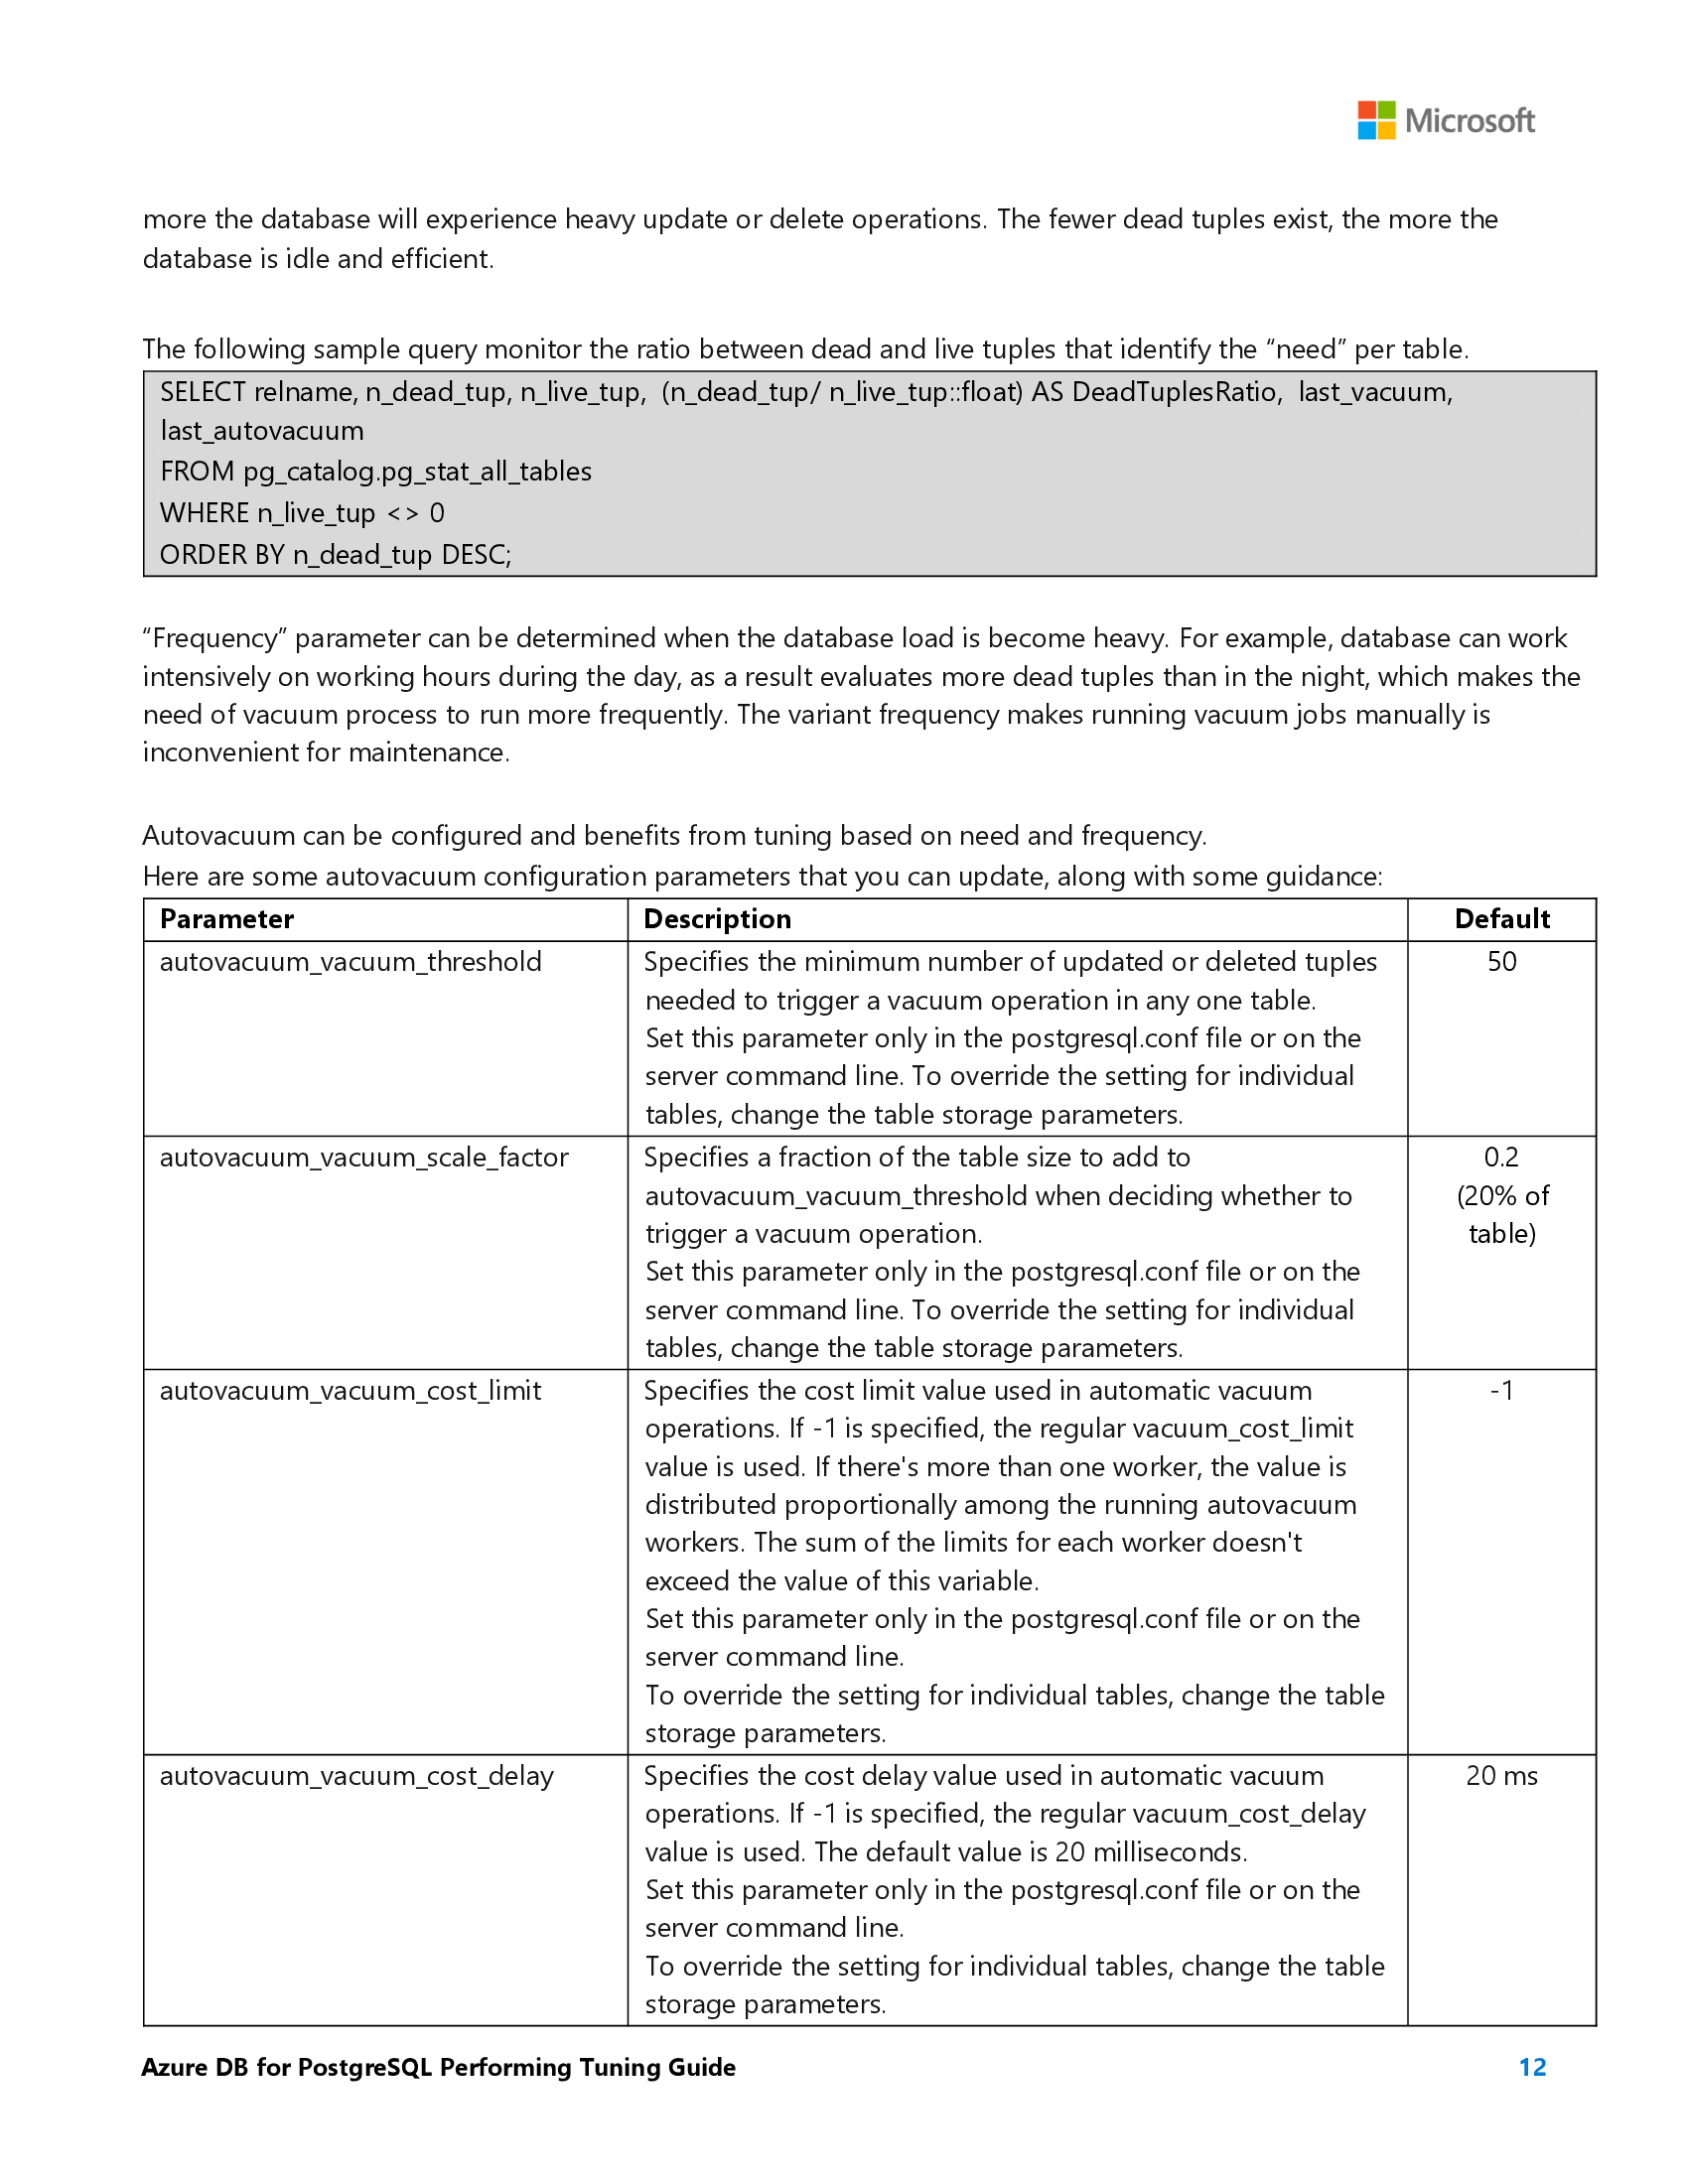 Microsoft
more the database will experience heavy update or delete operations. The fewer dead tuples exist, the more the
database is idle and efficient.
The following sample query monitor the ratio between dead and live tuples that identify the “need” per table.
SELECT relname, n_dead_tup, n_live_tup,  (n_dead_tup/ n_live_tup::float) AS DeadTuplesRatio,  last_vacuum,
last_autovacuum
FROM pg_catalog.pg_stat_all_tables
WHERE n_live_tup <> 0
ORDER BY n_dead_tup DESC;
“Frequency” parameter can be determined when the database load is become heavy. For example, database can work
intensively on working hours during the day, as a result evaluates more dead tuples than in the night, which makes the
need of vacuum process to run more frequently. The variant frequency makes running vacuum jobs manually is
inconvenient for maintenance.
Autovacuum can be configured and benefits from tuning based on need and frequency.
Here are some autovacuum configuration parameters that you can update, along with some guidance:
Parameter Description Default
autovacuum_vacuum_threshold Specifies the minimum number of updated or deleted tuples 50
needed to trigger a vacuum operation in any one table.
Set this parameter only in the postgresql.conf file or on the
server command line. To override the setting for individual
tables, change the table storage parameters.
autovacuum_vacuum_scale_factor Specifies a fraction of the table size to add to 0.2
autovacuum_vacuum_threshold when deciding whether to (20% of
trigger a vacuum operation. table)
Set this parameter only in the postgresql.conf file or on the
server command line. To override the setting for individual
tables, change the table storage parameters.
autovacuum_vacuum_cost_limit Specifies the cost limit value used in automatic vacuum -1
operations. If -1 is specified, the regular vacuum_cost_limit
value is used. If there's more than one worker, the value is
distributed proportionally among the running autovacuum
workers. The sum of the limits for each worker doesn't
exceed the value of this variable.
Set this parameter only in the postgresql.conf file or on the
server command line.
To override the setting for individual tables, change the table
storage parameters.
autovacuum_vacuum_cost_delay Specifies the cost delay value used in automatic vacuum 20 ms
operations. If -1 is specified, the regular vacuum_cost_delay
value is used. The default value is 20 milliseconds.
Set this parameter only in the postgresql.conf file or on the
server command line.
To override the setting for individual tables, change the table
storage parameters.
Azure DB for PostgreSQL Performing Tuning Guide 12